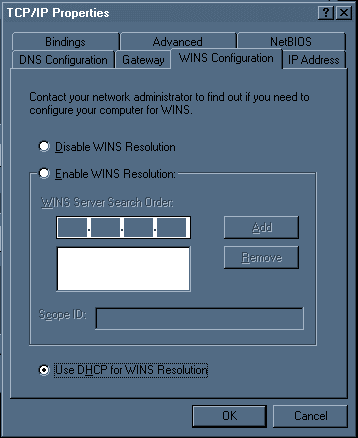 TCP/IP Properties
Bindings
Advanced
NetBIOS
DNS Configuration
Gateway
WINS Configuration
IP Address
Contact your network administrator to find out if you need to
configure your computer for WINS.
Disable WINS Resolution
Enable WINS Resolution:
WINS Server Search Order:
Add
Remove
Scope ID:
Use DHCP for WINS Resolution
OK
Cancel